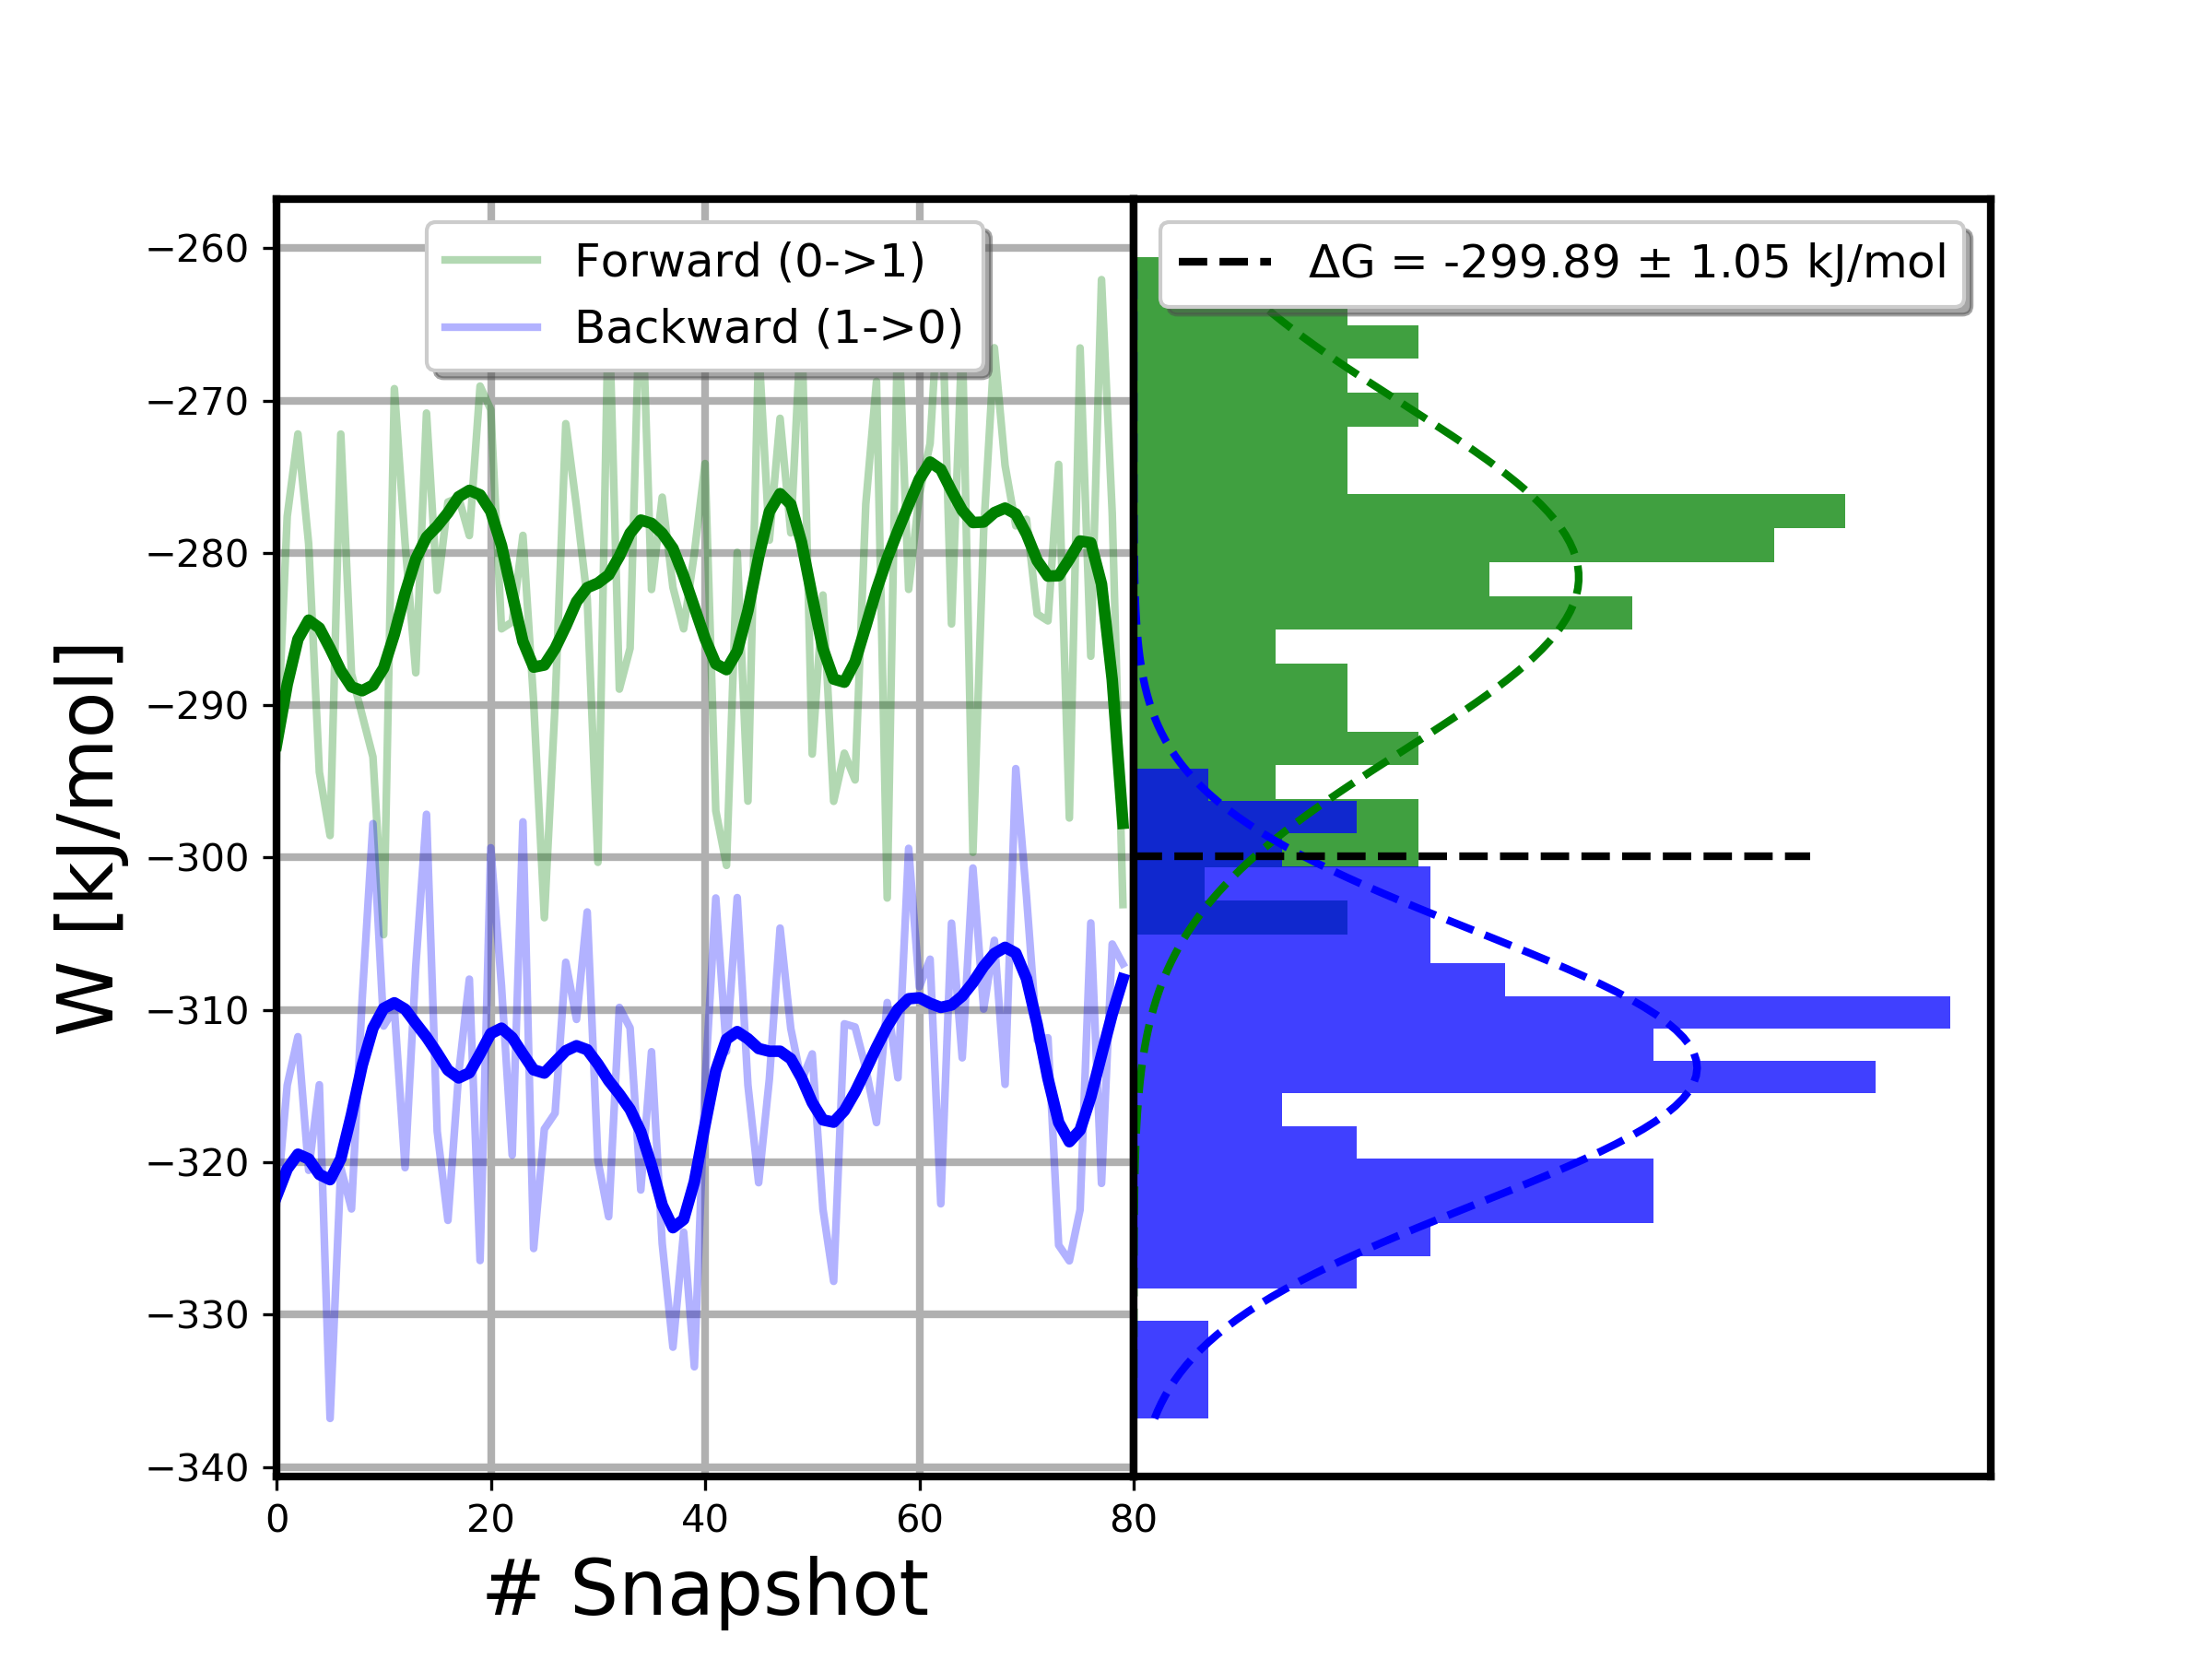 Forward (0->1)
Backward (1->0)
ΔG = -299.89 ± 1.05 kJ/mol
W [kJ/mol]
−260
−270
−280
−290
−300
−310
−320
−330
−340
0 20 40 60 80
# Snapshot